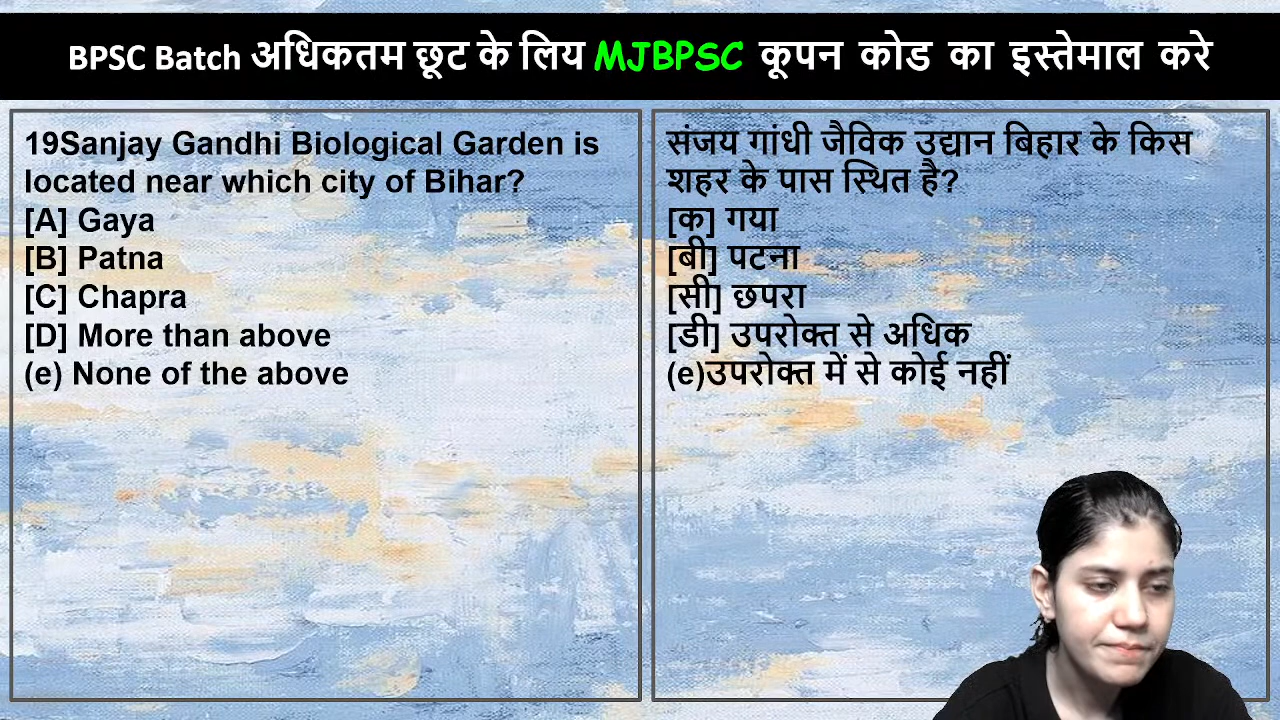 BPSC Batch अधिकतम छूट के लिय MJBPSC कूपन कोड का इस्तेमाल करे
19Sanjay Gandhi Biological Garden is
located near which city of Bihar?
[A] Gaya
[B] Patna
[C] Chapra
[D] More than above
(e) None of the above
संजय गांधी जैविक उद्यान बिहार के किस
शहर के पास स्थित है?
[क] गया
[बी] पटना
[सी] छपरा
[डी] उपरोक्त से अधिक
(e)उपरोक्त में से कोई नहीं